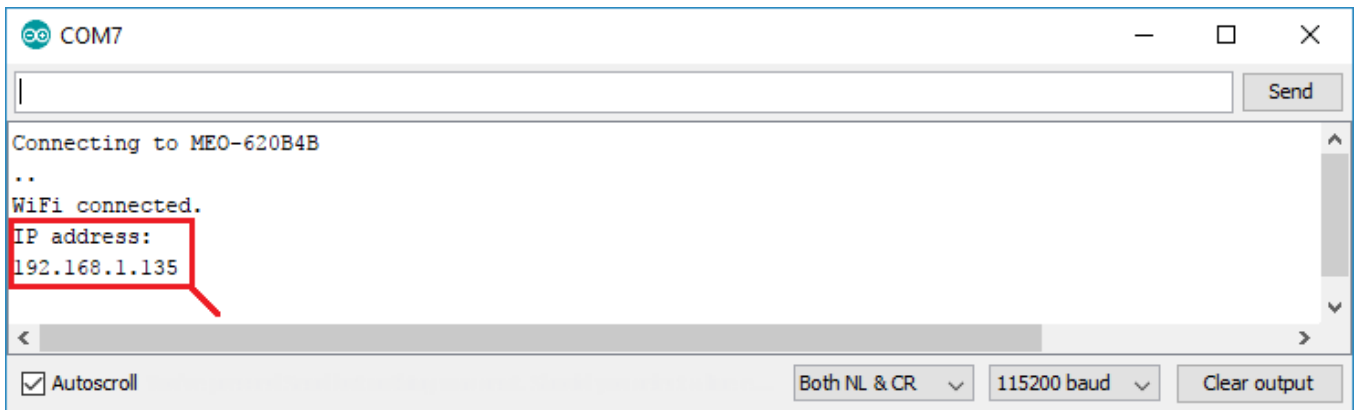 COM7
Send
Connecting to MEO-620B4B
..
WiFi connected.
IP address:
192.168.1.135
Autoscroll
Both NL & CR
115200 baud
Clear output